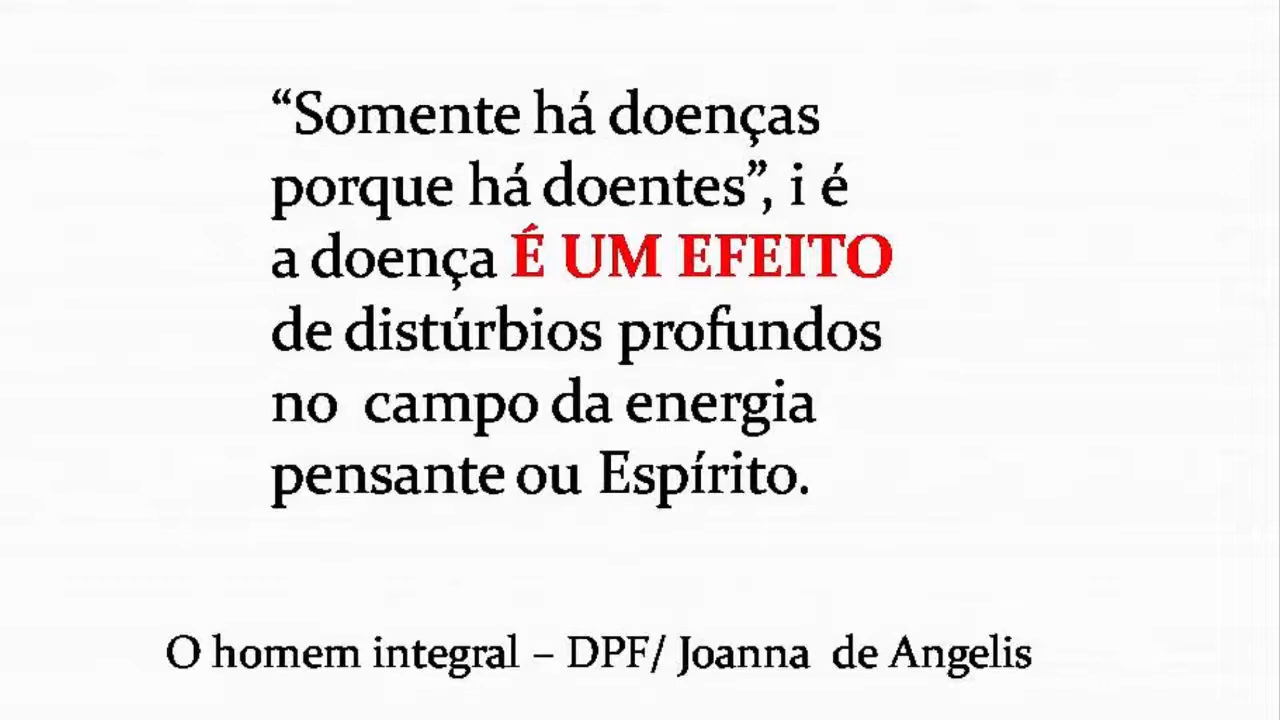 “Somente há doenças
porque há doentes”, i é
a doença É UM EFEITO
de distúrbios profundos
no campo da energia
pensante ou Espírito.
O homem integral – DPF/ Joanna de Angelis